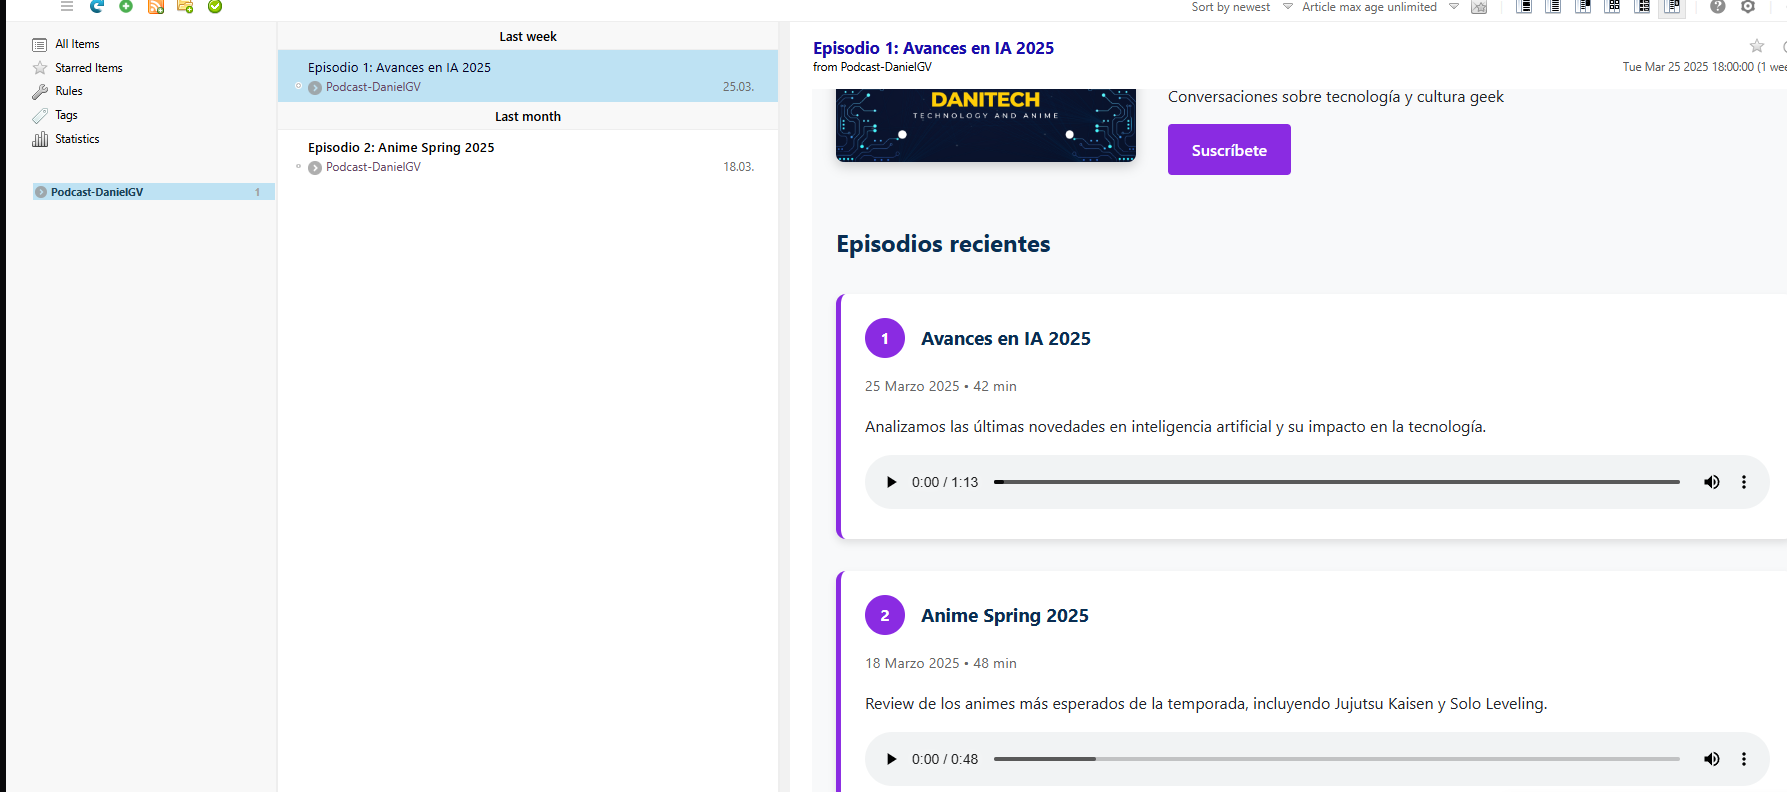 Sort by newest
Article max age unlimited
All Items
Starred Items
Rules
Tags
Statistics
Podcast-DanielGV 1
Last week
Episodio 1: Avances en IA 2025
Podcast-DanielGV 25.03.
Last month
Episodio 2: Anime Spring 2025
Podcast-DanielGV 18.03.
Episodio 1: Avances en IA 2025
from Podcast-DanielGV
Tue Mar 25 2025 18:00:00 (1
DANITECH
TECHNOLOGY AND ANIME
Conversaciones sobre tecnología y cultura geek
Suscríbete
Episodios recientes
1 Avances en IA 2025
25 Marzo 2025 • 42 min
Analizamos las últimas novedades en inteligencia artificial y su impacto en la tecnología.
0:00 / 1:13
2 Anime Spring 2025
18 Marzo 2025 • 48 min
Review de los animes más esperados de la temporada, incluyendo Jujutsu Kaisen y Solo Leveling.
0:00 / 0:48